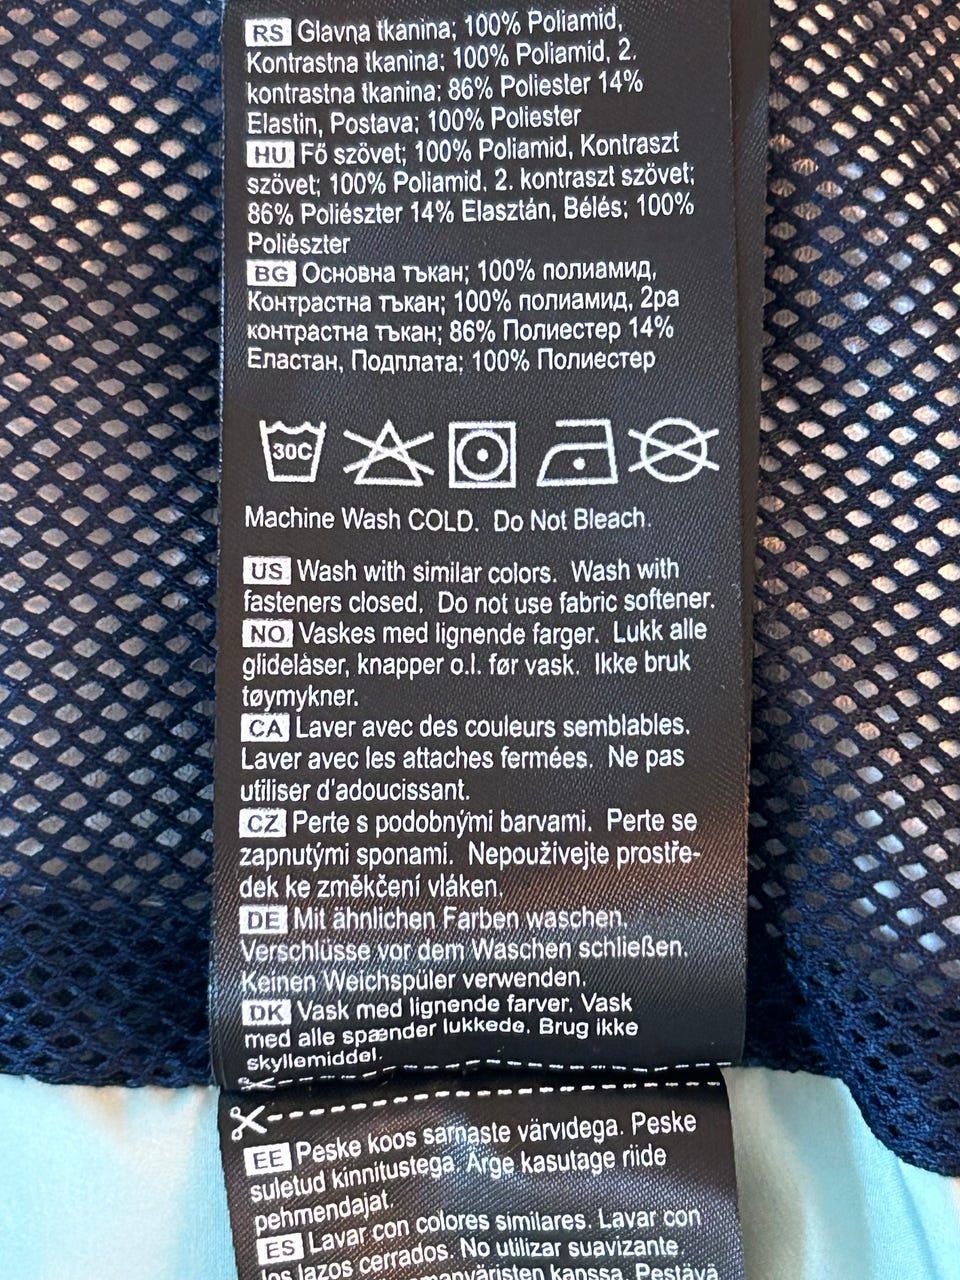 RS Glavna tkanina; 100% Poliamid,
Kontrastna tkanina; 100% Poliamid, 2.
kontrastna tkanina; 86% Poliester 14%
Elastin, Postava; 100% Poliester
HU Fő szövet; 100% Poliamid, Kontraszt
szövet; 100% Poliamid, 2. kontraszt szövet;
86% Poliészter 14% Elasztán, Bélés; 100%
Poliészter
BG Основна тъкан; 100% полиамид,
Контрастна тъкан; 100% полиамид, 2ра
контрастна тъкан; 86% Полиестер 14%
Еластан, Подплата; 100% Полиестер
30C
Machine Wash COLD. Do Not Bleach.
US Wash with similar colors. Wash with
fasteners closed. Do not use fabric softener.
NO Vaskes med lignende farger. Lukk alle
glidelåser, knapper o.l. før vask. Ikke bruk
tøymykner.
CA Laver avec des couleurs semblables.
Laver avec les attaches fermées. Ne pas
utiliser d'adoucissant.
CZ Perte s podobnými barvami. Perte se
zapnutými sponami. Nepoužívejte prostře-
dek ke změkčení vláken.
DE Mit ähnlichen Farben waschen.
Verschlüsse vor dem Waschen schließen.
Keinen Weichspüler verwenden.
DK Vask med lignende farver. Vask
med alle spænder lukkede. Brug ikke
skyllemiddel.
EE Peske koos sarnaste värvidega. Peske
suletud kinnitustega. Ärge kasutage riide
pehmendajat.
ES Lavar con colores similares. Lavar con
los lazos cerrados. No utilizar suavizante.
kanssa. Pestävä